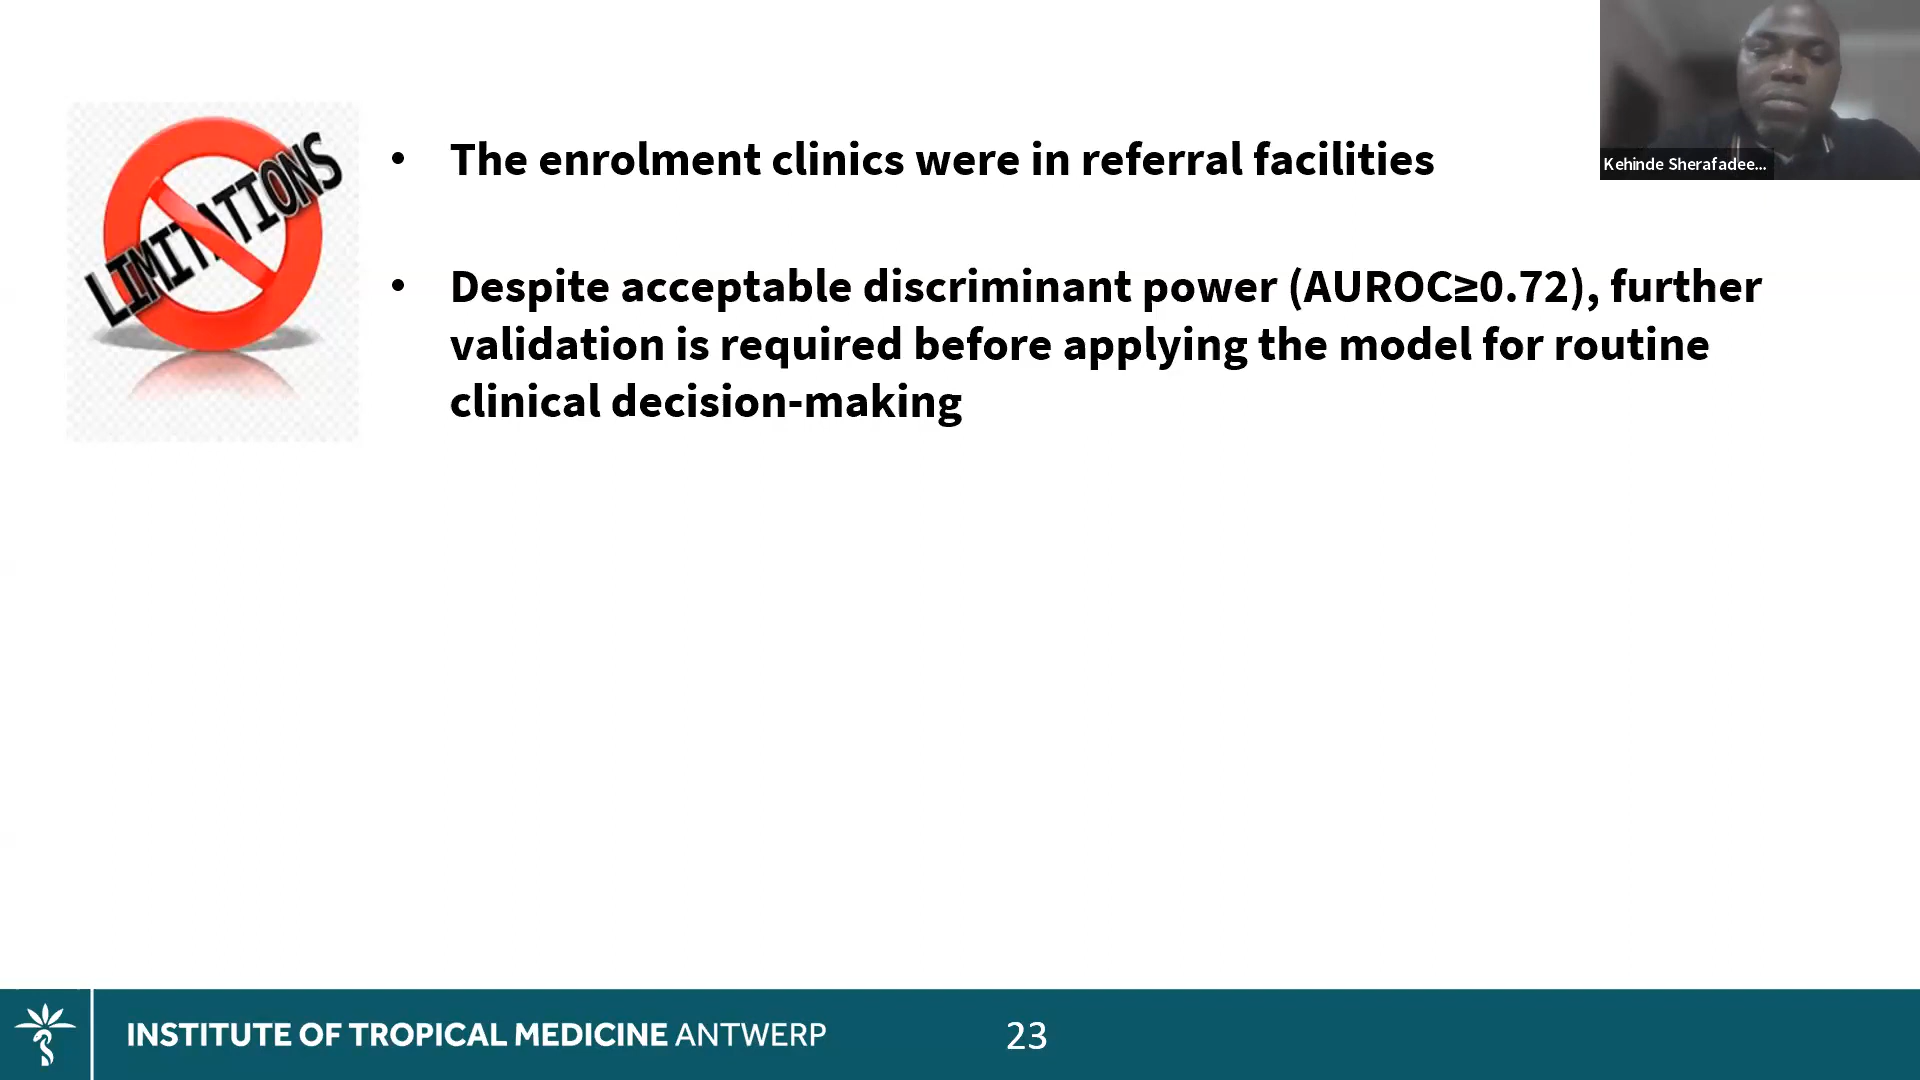 LIMITATIONS
• The enrolment clinics were in referral facilities
• Despite acceptable discriminant power (AUROC≥0.72), further
validation is required before applying the model for routine
clinical decision-making
Kehinde Sherafadee...
INSTITUTE OF TROPICAL MEDICINE ANTWERP
23